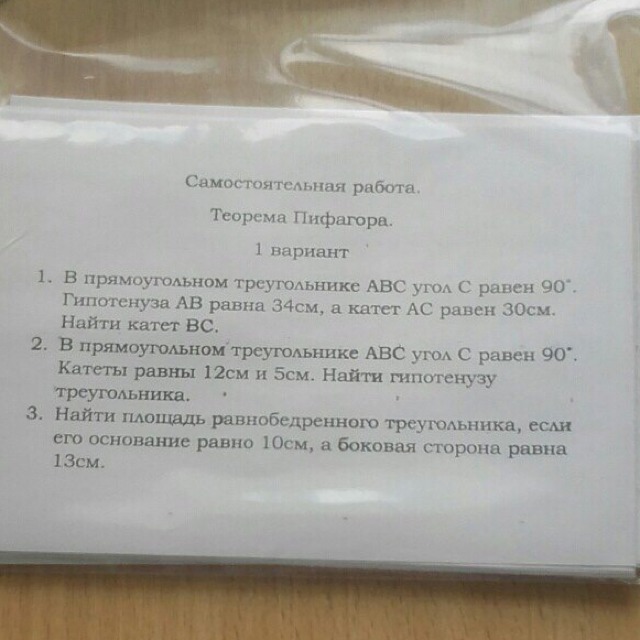 Самостоятельная работа.
Теорема Пифагора.
1 вариант
1. В прямоугольном треугольнике ABC угол C равен 90°.
Гипотенуза AB равна 34см, а катет AC равен 30см.
Найти катет BC.
2. В прямоугольном треугольнике ABC угол C равен 90°.
Катеты равны 12см и 5см. Найти гипотенузу
треугольника.
3. Найти площадь равнобедренного треугольника, если
его основание равно 10см, а боковая сторона равна
13см.